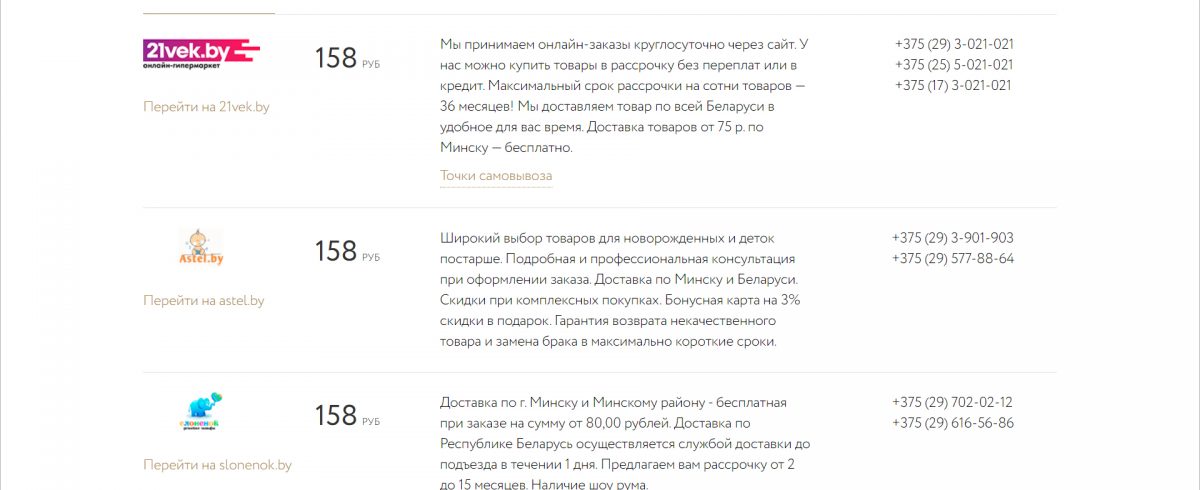 21vek.by
онлайн-гипермаркет
Перейти на 21vek.by
158 РУБ
Мы принимаем онлайн-заказы круглосуточно через сайт. У
нас можно купить товары в рассрочку без переплат или в
кредит. Максимальный срок рассрочки на сотни товаров —
36 месяцев! Мы доставляем товар по всей Беларуси в
удобное для вас время. Доставка товаров от 75 р. по
Минску — бесплатно.
Точки самовывоза
+375 (29) 3-021-021
+375 (25) 5-021-021
+375 (17) 3-021-021
Astel.by
Перейти на astel.by
158 РУБ
Широкий выбор товаров для новорожденных и деток
постарше. Подробная и профессиональная консультация
при оформлении заказа. Доставка по Минску и Беларуси.
Скидки при комплексных покупках. Бонусная карта на 3%
скидки в подарок. Гарантия возврата некачественного
товара и замена брака в максимально короткие сроки.
+375 (29) 3-901-903
+375 (29) 577-88-64
слоненок
Перейти на slonenok.by
158 РУБ
Доставка по г. Минску и Минскому району - бесплатная
при заказе на сумму от 80,00 рублей. Доставка по
Республике Беларусь осуществляется службой доставки до
подъезда в течении 1 дня. Предлагаем вам рассрочку от 2
до 15 месяцев. Наличие шоу рума.
+375 (29) 702-02-12
+375 (29) 616-56-86